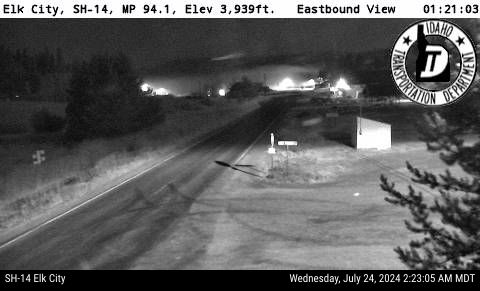 Elk City, SH-14, MP 94.1, Elev 3,939ft. Eastbound View 01:21:03
IDAHO
TRANSPORTATION DEPARTMENT
SH-14 Elk City Wednesday, July 24, 2024 2:23:05 AM MDT